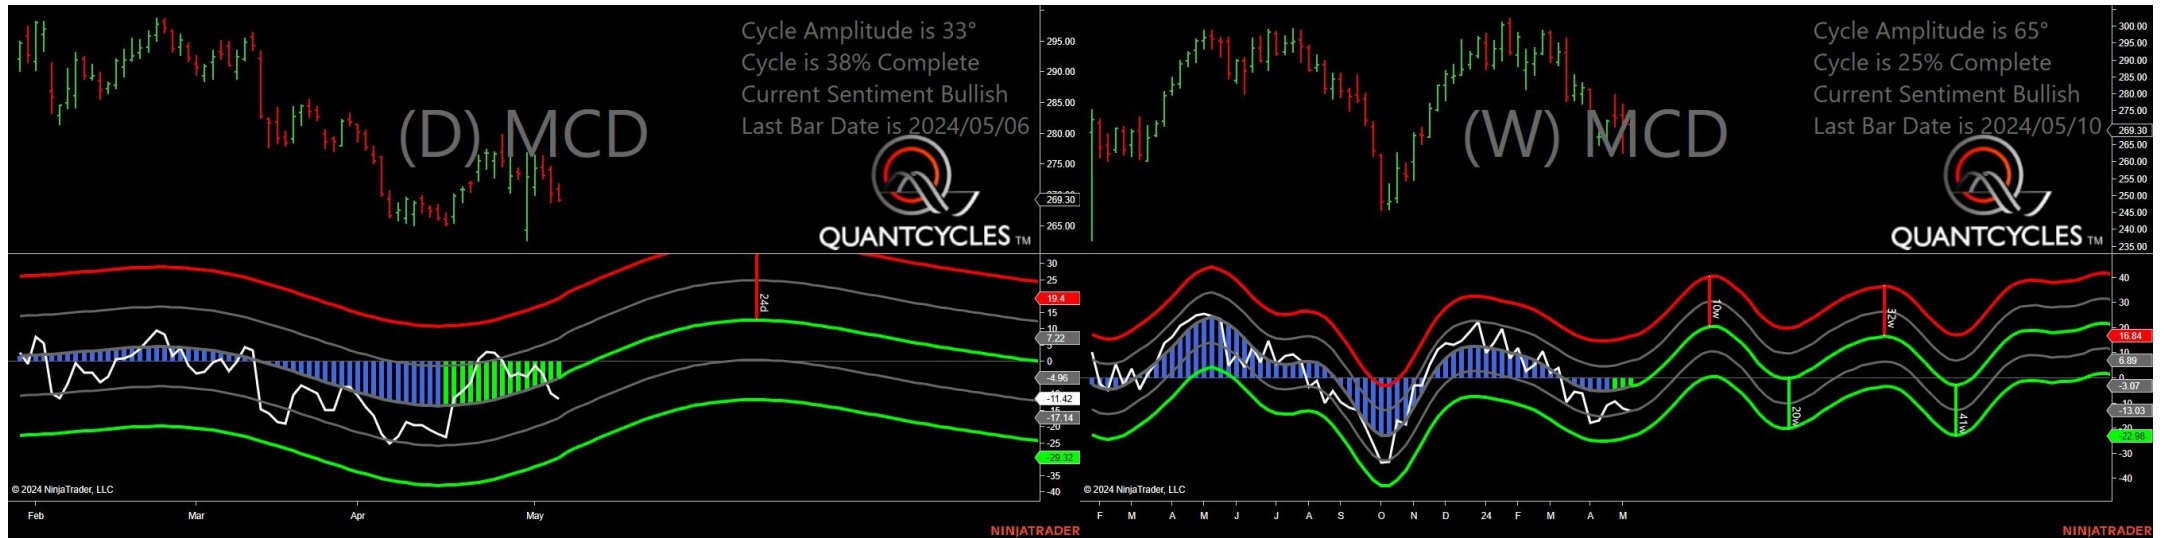 Cycle Amplitude is 33°
Cycle is 38% Complete
Current Sentiment Bullish
Last Bar Date is 2024/05/06
(D) MCD
QUANTCYCLES TM
295.00
290.00
285.00
280.00
275.00
269.30
265.00
30
25
19.4
15
10
7.22
5
0
-4.96
-11.42
-15
-17.14
-20
-25
-29.32
-35
-40
24d
© 2024 NinjaTrader, LLC
Feb
Mar
Apr
May
NINJATRADER
Cycle Amplitude is 65°
Cycle is 25% Complete
Current Sentiment Bullish
Last Bar Date is 2024/05/10
(W) MCD
QUANTCYCLES TM
300.00
295.00
290.00
285.00
280.00
275.00
269.30
265.00
260.00
255.00
250.00
245.00
240.00
235.00
40
30
20
16.84
10
6.89
0
-3.07
-10
-13.03
-20
-22.98
-30
-40
10w
20w
32w
41w
© 2024 NinjaTrader, LLC
F
M
A
M
J
J
A
S
O
N
D
24
F
M
A
M
NINJATRADER